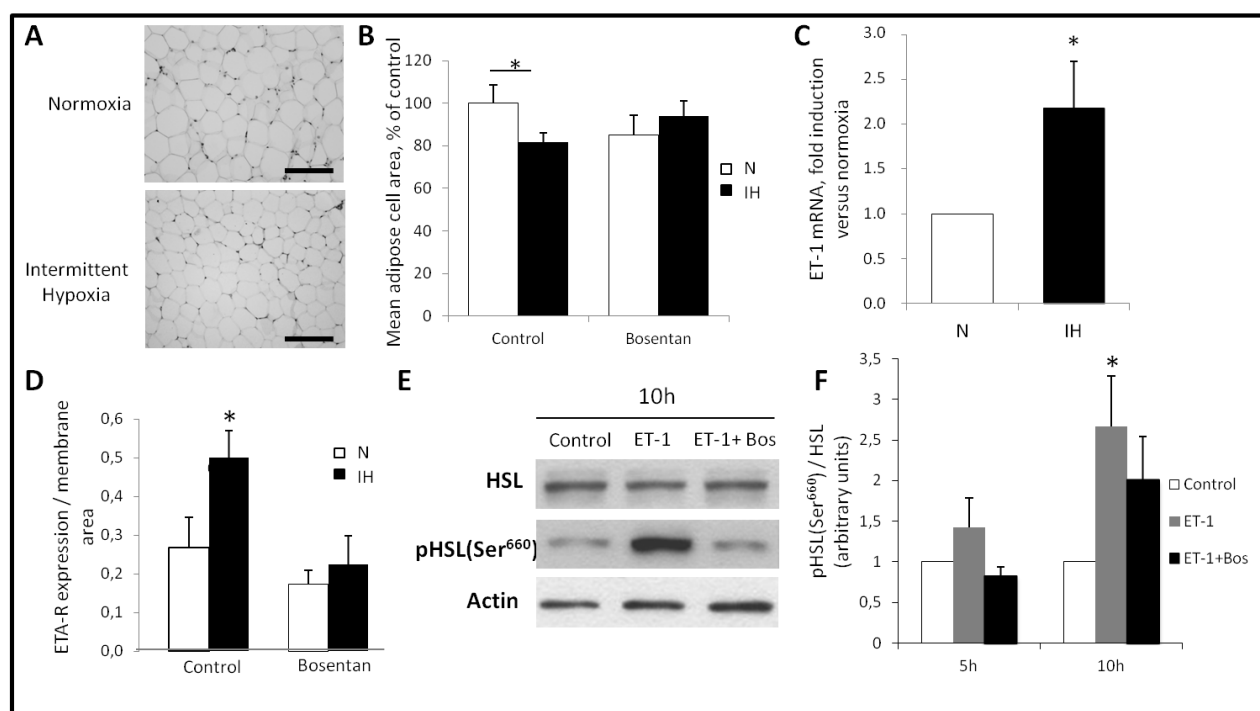 A
Normoxia
Intermittent
Hypoxia
B
Mean adipose cell area, % of control
120
100
80
60
40
20
0
*
Control
Bosentan
N
IH
C
ET-1 mRNA, fold induction
versus normoxia
3.0
2.5
2.0
1.5
1.0
0.5
0.0
*
N
IH
D
ETA-R expression / membrane
area
0,6
0,5
0,4
0,3
0,2
0,1
0,0
*
Control
Bosentan
N
IH
E
10h
Control ET-1 ET-1+ Bos
HSL
pHSL(Ser⁶⁶⁰)
Actin
F
pHSL(Ser⁶⁶⁰) / HSL
(arbitrary units)
3,5
3
2,5
2
1,5
1
0,5
0
*
5h
10h
Control
ET-1
ET-1+Bos